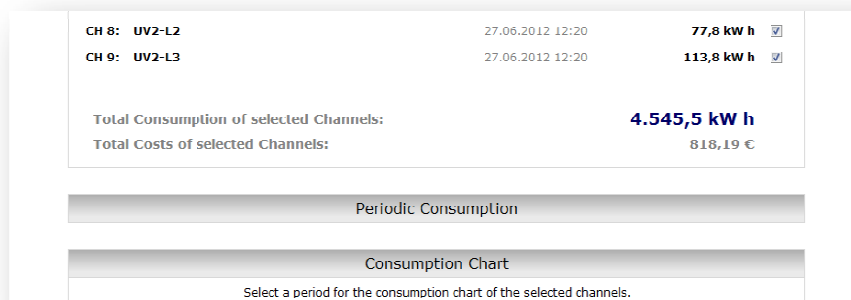 CH 8: UV2-L2 27.06.2012 12:20 77,8 kW h
CH 9: UV2-L3 27.06.2012 12:20 113,8 kW h
Total Consumption of selected Channels: 4.545,5 kW h
Total Costs of selected Channels: 818,19 €
Periodic Consumption
Consumption Chart
Select a period for the consumption chart of the selected channels.